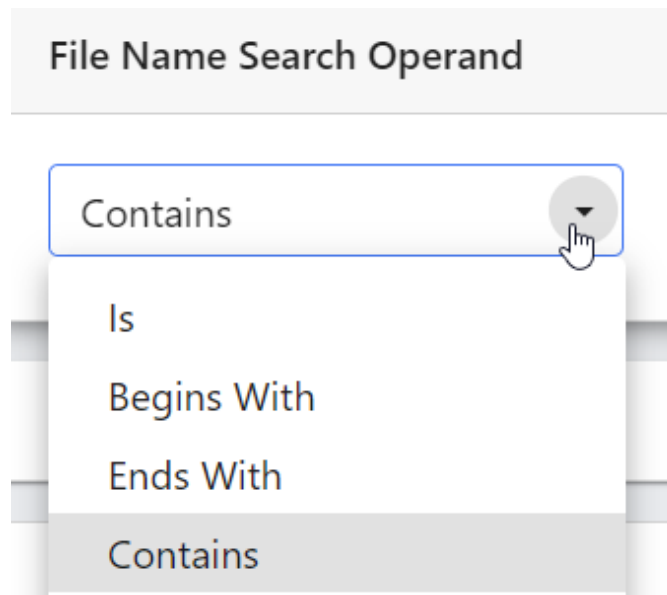 File Name Search Operand
Contains
Is
Begins With
Ends With
Contains